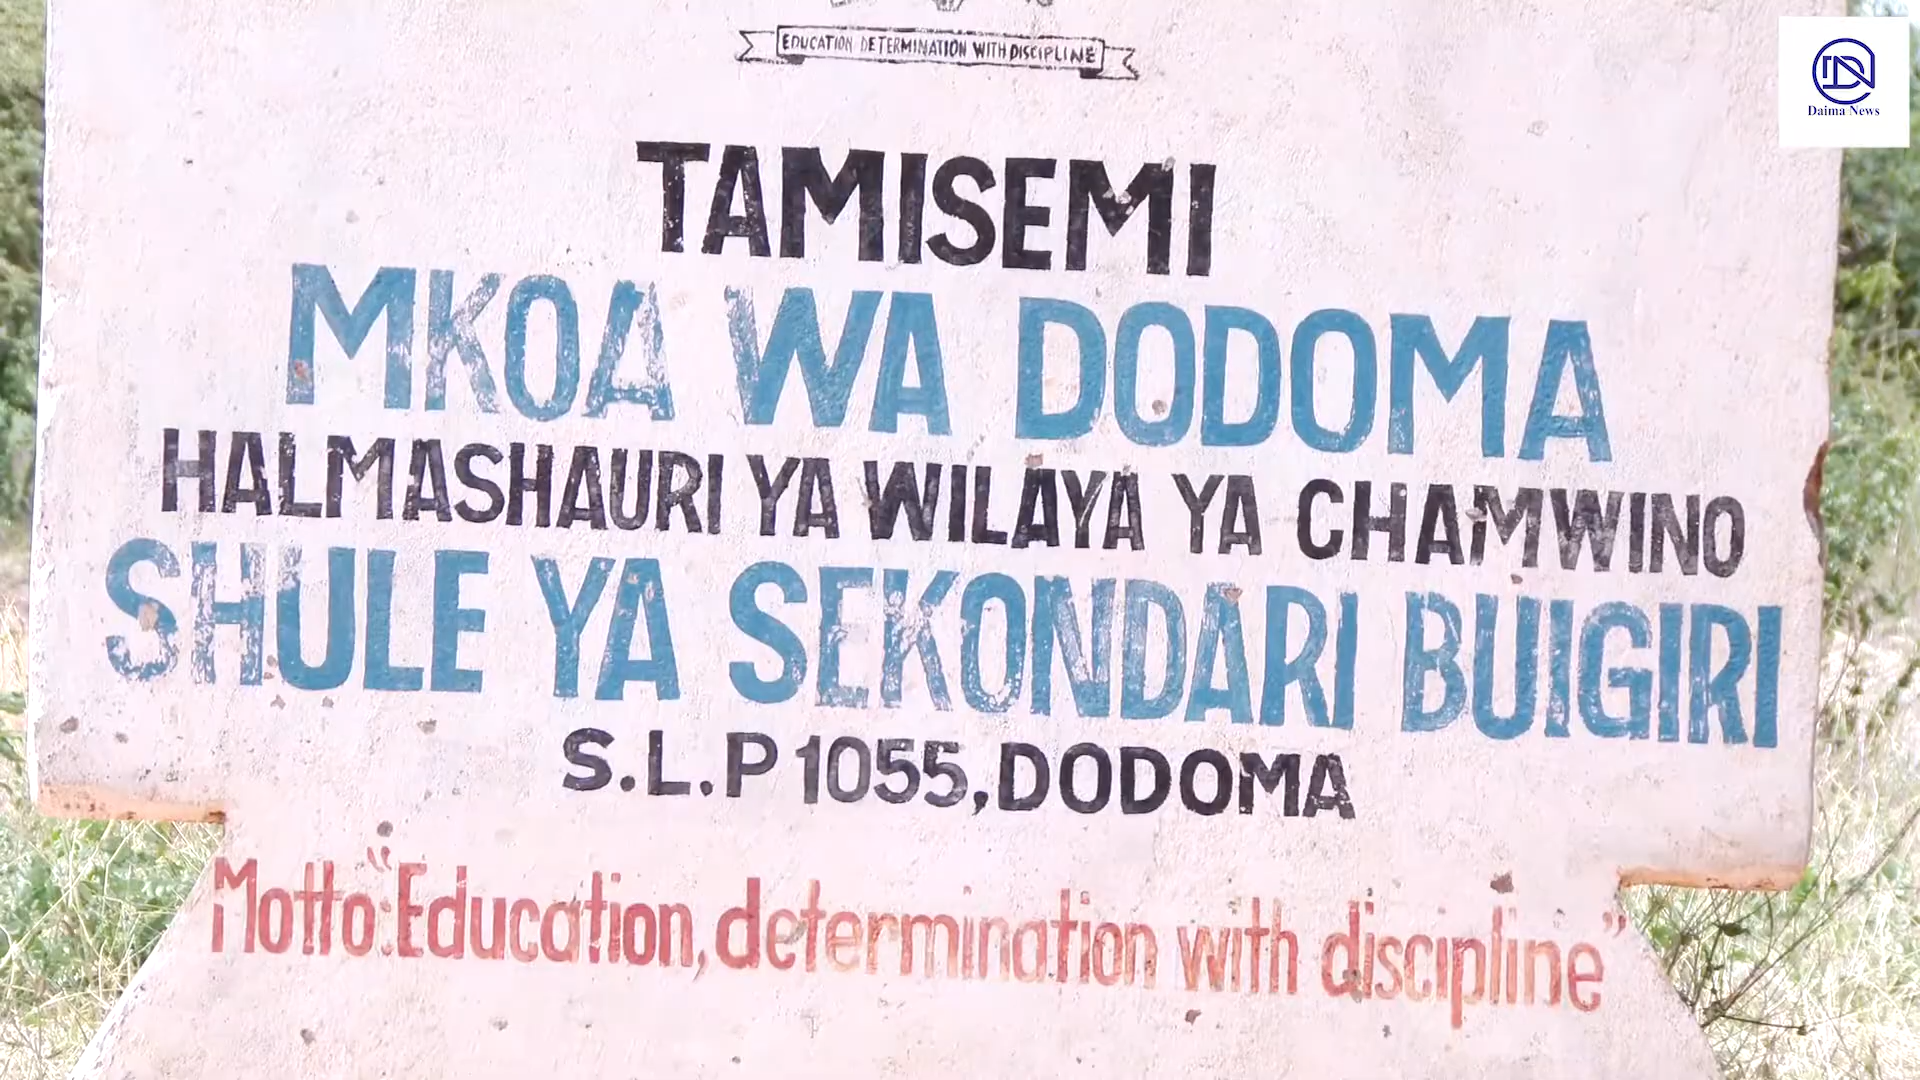 EDUCATION DETERMINATION WITH DISCIPLINE
Daima News
TAMISEMI
MKOA WA DODOMA
HALMASHAURI YA WILAYA YA CHAMWINO
SHULE YA SEKONDARI BUIGIRI
S.L.P 1055, DODOMA
Motto: "Education, determination with discipline"